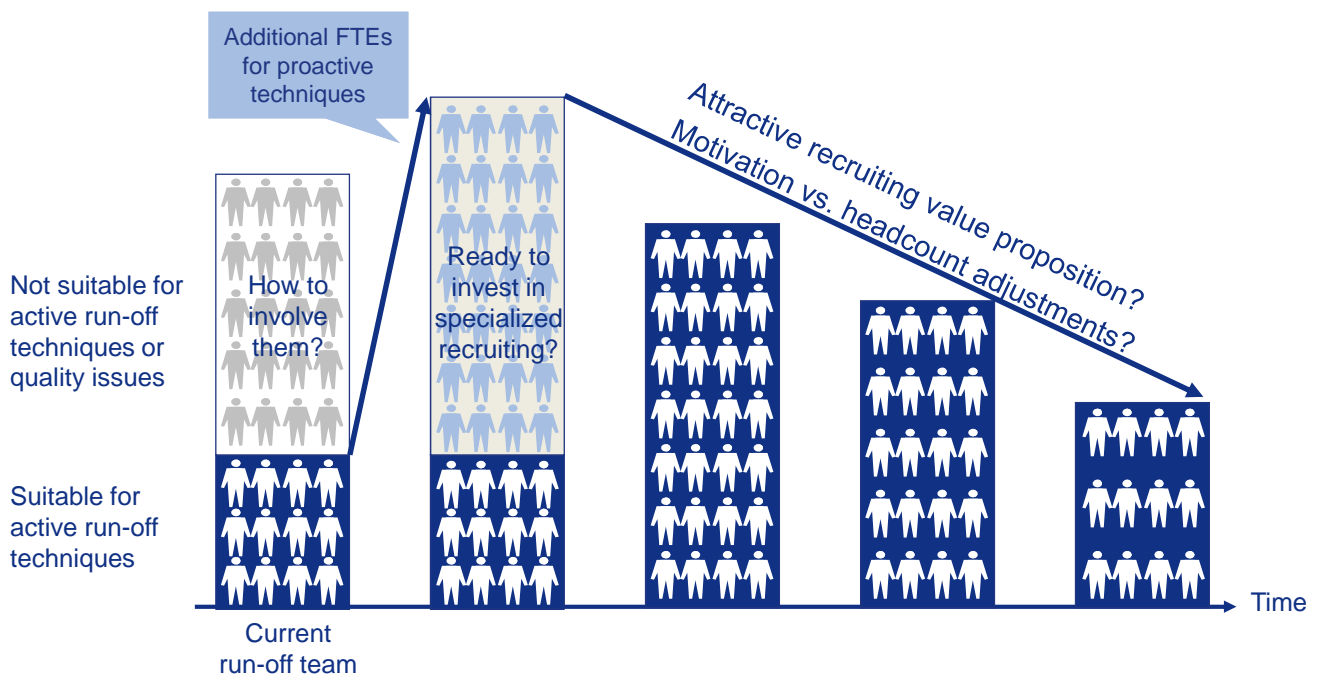 Additional FTEs
for proactive
techniques
Attractive recruiting value proposition?
Motivation vs. headcount adjustments?
Not suitable for
active run-off
techniques or
quality issues
How to
involve
them?
Ready to
invest in
specialized
recruiting?
Suitable for
active run-off
techniques
Time
Current
run-off team